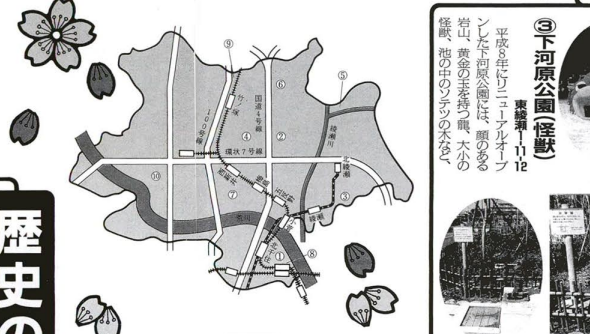 ③下河原公園(怪獣)
東綾瀬1-11-12
平成8年にリニューアルオープ
ンした下河原公園には、顔のある
岩山、黄金の玉を持つ龍、大小の
怪獣、池の中のソテツの木など、
歴史の
⑨
⑥
⑤
竹ノ塚
国道4号線
100号線
④
②
綾瀬川
環状7号線
北綾瀬
⑩
⑦
③
綾瀬
荒川
①
⑧